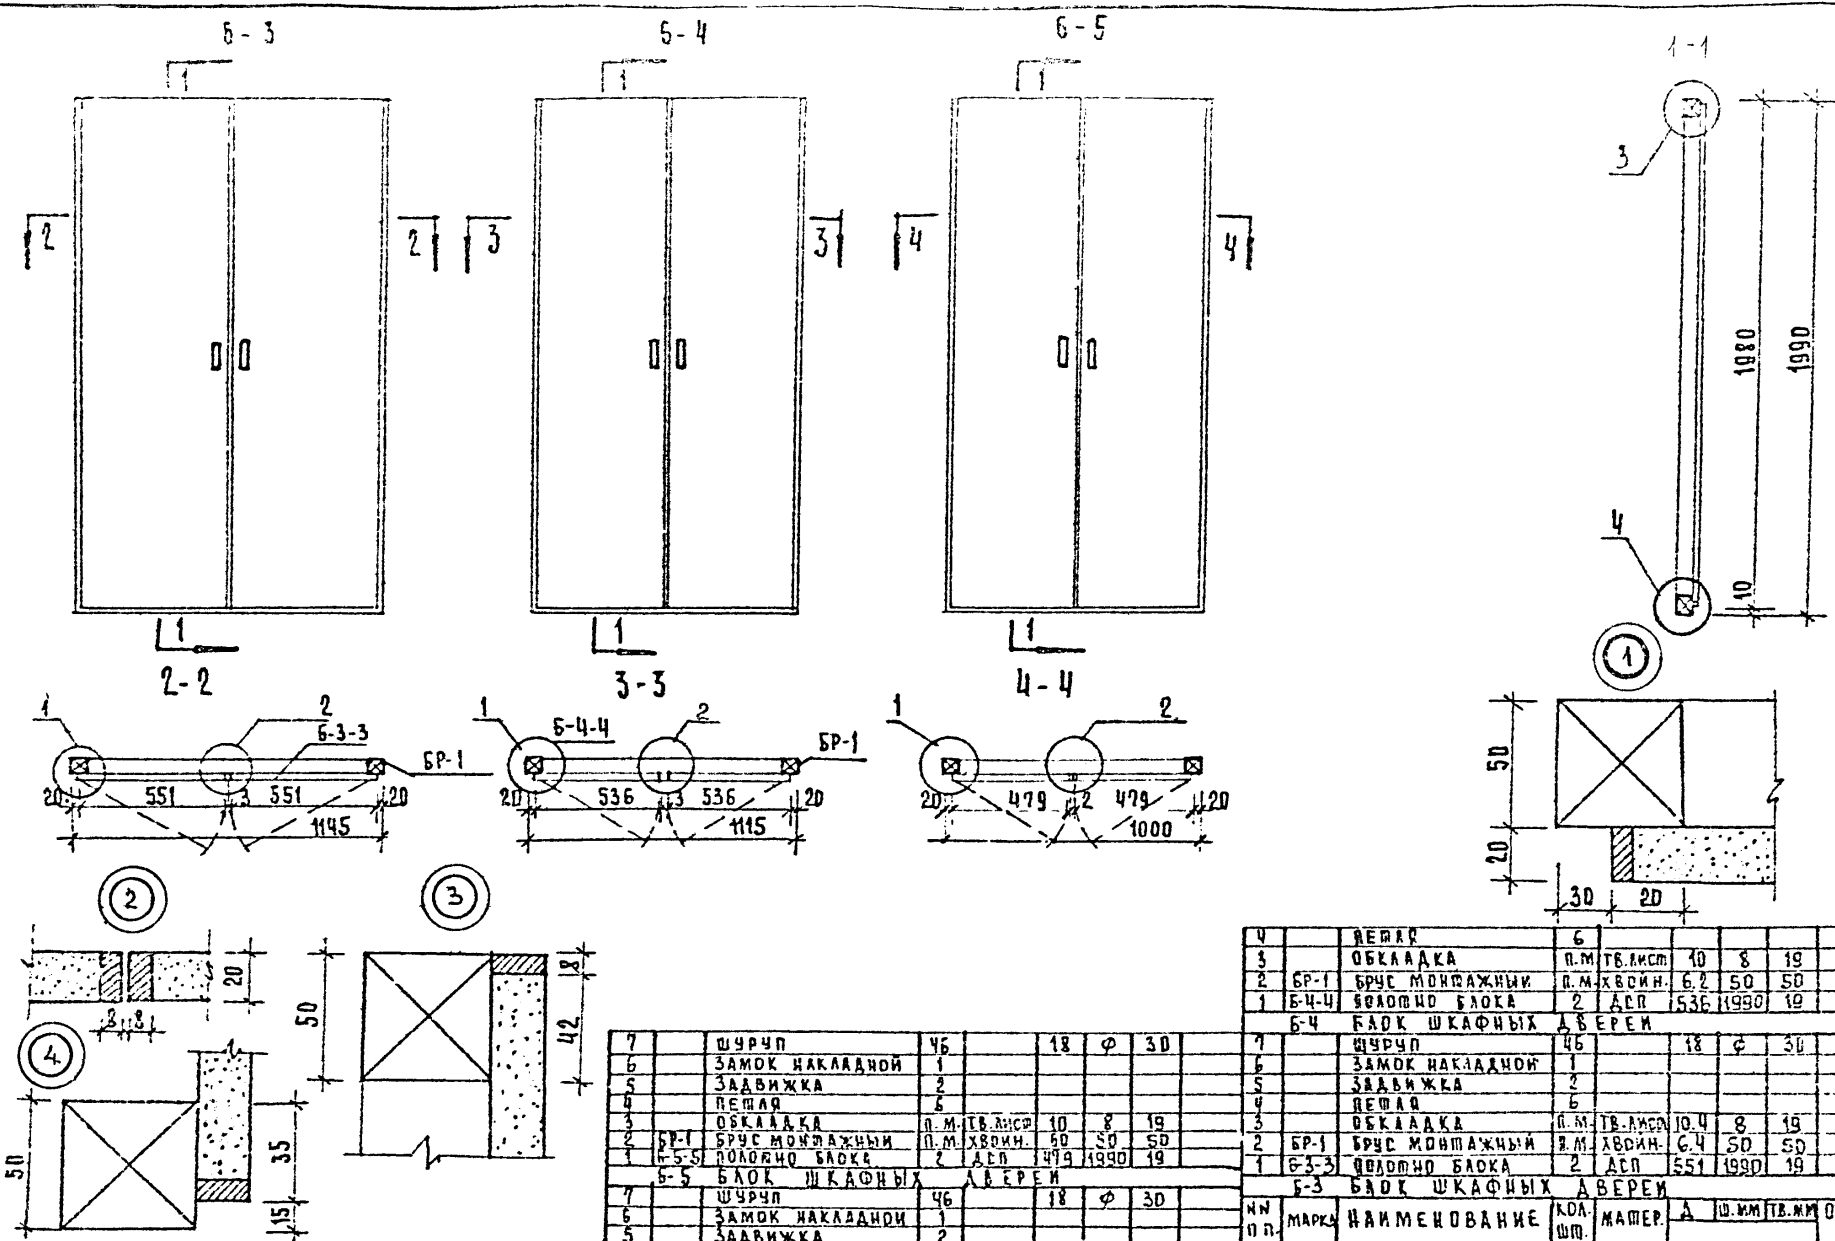 Б-3 Б-4 Б-5 1-1
1 1 1
3
2 2 3 3 4 4
1980 1990
4
10
1 1 1
2-2 3-3 4-4
1
1 2 Б-3-3 БР-1
20 551 3 551 20
1145
1 Б-4-4 2 БР-1
20 536 3 536 20
1115
1 2
20 479 2 479 20
1000
50
20
30 20
2
20
8 8
3
50
8
42
4
50
35
15
4 ПЕТЛЯ 6
3 ОБКЛАДКА П.М ТВ.ЛИСТ 10 8 19
2 БР-1 БРУС МОНТАЖНЫЙ П.М. ХВОЙН. 6,2 50 50
1 Б-4-4 ПОЛОТНО БЛОКА 2 ДСП 536 1990 19
Б-4 БЛОК ШКАФНЫХ ДВЕРЕЙ
7 ШУРУП 46 18 Ф 30
6 ЗАМОК НАКЛАДНОЙ 1
5 ЗАДВИЖКА 2
4 ПЕТЛЯ 6
3 ОБКЛАДКА П.М. ТВ.ЛИСТ 10.4 8 19
2 БР-1 БРУС МОНТАЖНЫЙ П.М. ХВОЙН. 6.4 50 50
1 Б-3-3 ПОЛОТНО БЛОКА 2 ДСП 551 1990 19
Б-3 БЛОК ШКАФНЫХ ДВЕРЕЙ
NN П.П. МАРКА НАИМЕНОВАНИЕ КОЛ. ШТ. МАТЕР. Д Ш.ММ ТВ.ММ
7 ШУРУП 46 18 Ф 30
6 ЗАМОК НАКЛАДНОЙ 1
5 ЗАДВИЖКА 2
4 ПЕТЛЯ 6
3 ОБКЛАДКА П.М. ТВ.ЛИСТ 10 8 19
2 БР-1 БРУС МОНТАЖНЫЙ П.М. ХВОЙН. 50 50
1 Б-5-5 ПОЛОТНО БЛОКА 2 ДСП 479 1990 19
Б-5 БЛОК ШКАФНЫХ ДВЕРЕЙ
7 ШУРУП 46 18 Ф 30
6 ЗАМОК НАКЛАДНОЙ 1
5 ЗАДВИЖКА 2